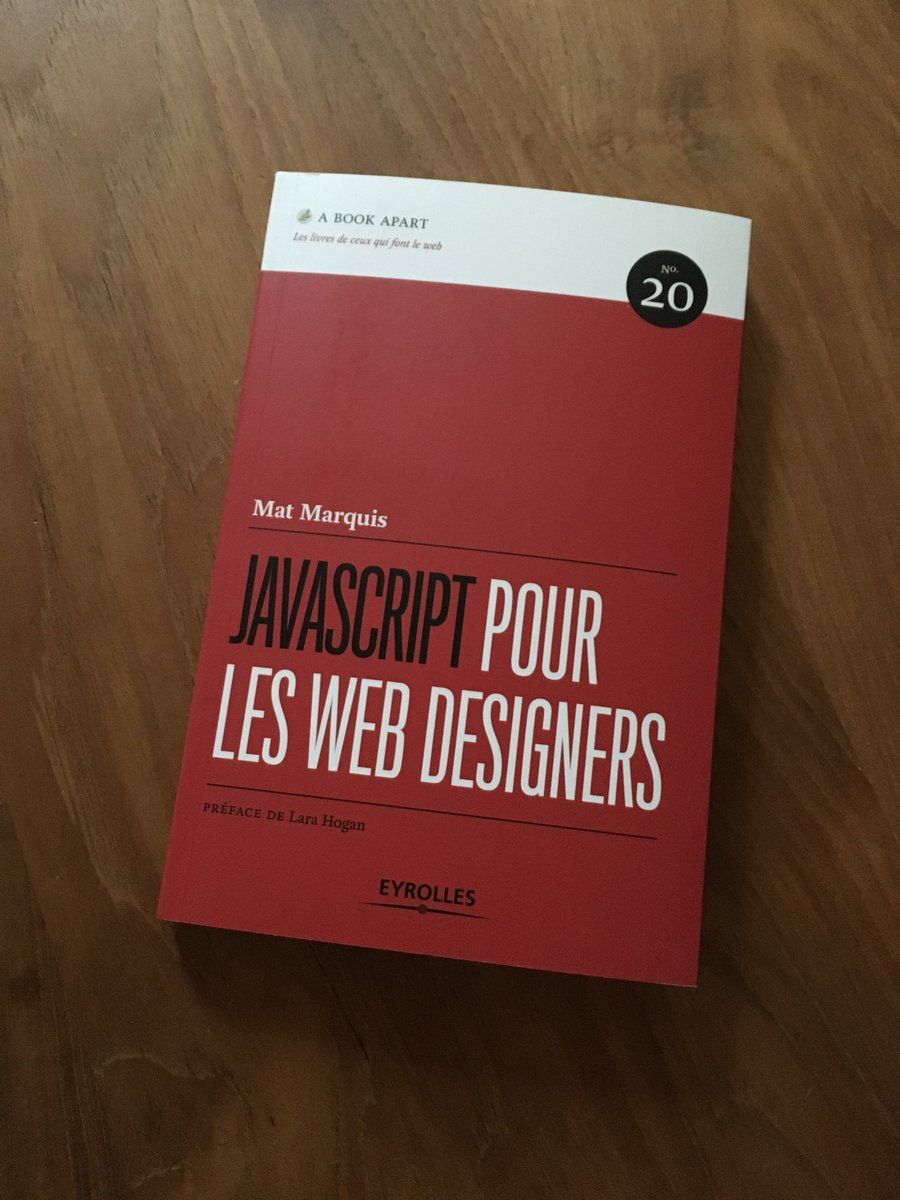 A BOOK APART
Les livres de ceux qui font le web
No.
20
Mat Marquis
JAVASCRIPT POUR
LES WEB DESIGNERS
PRÉFACE DE Lara Hogan
EYROLLES